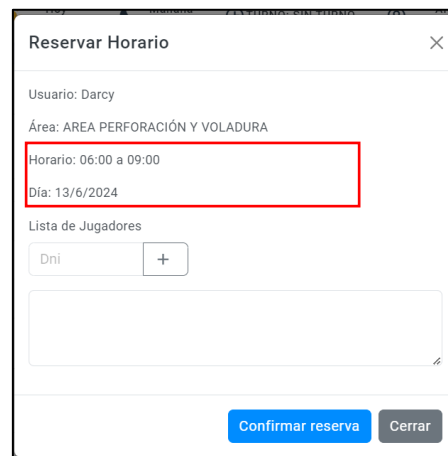 Reservar Horario
Usuario: Darcy
Área: AREA PERFORACIÓN Y VOLADURA
Horario: 06:00 a 09:00
Día: 13/6/2024
Lista de Jugadores
Dni +
Confirmar reserva Cerrar